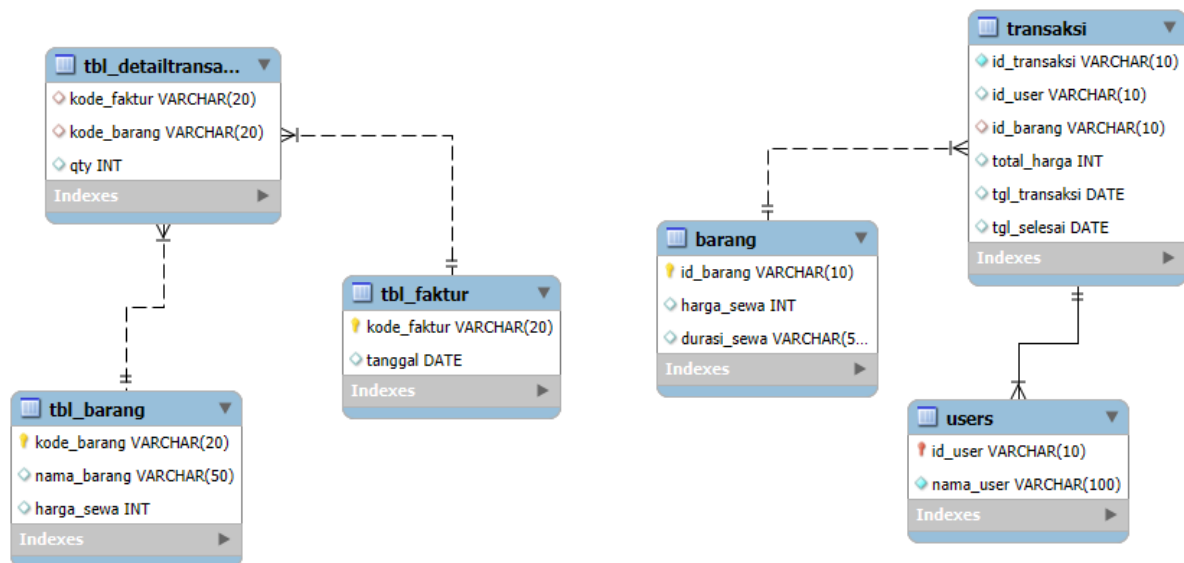 tbl_detailtransa...
kode_faktur VARCHAR(20)
kode_barang VARCHAR(20)
qty INT
Indexes
tbl_faktur
kode_faktur VARCHAR(20)
tanggal DATE
Indexes
tbl_barang
kode_barang VARCHAR(20)
nama_barang VARCHAR(50)
harga_sewa INT
Indexes
transaksi
id_transaksi VARCHAR(10)
id_user VARCHAR(10)
id_barang VARCHAR(10)
total_harga INT
tgl_transaksi DATE
tgl_selesai DATE
Indexes
barang
id_barang VARCHAR(10)
harga_sewa INT
durasi_sewa VARCHAR(5...
Indexes
users
id_user VARCHAR(10)
nama_user VARCHAR(100)
Indexes